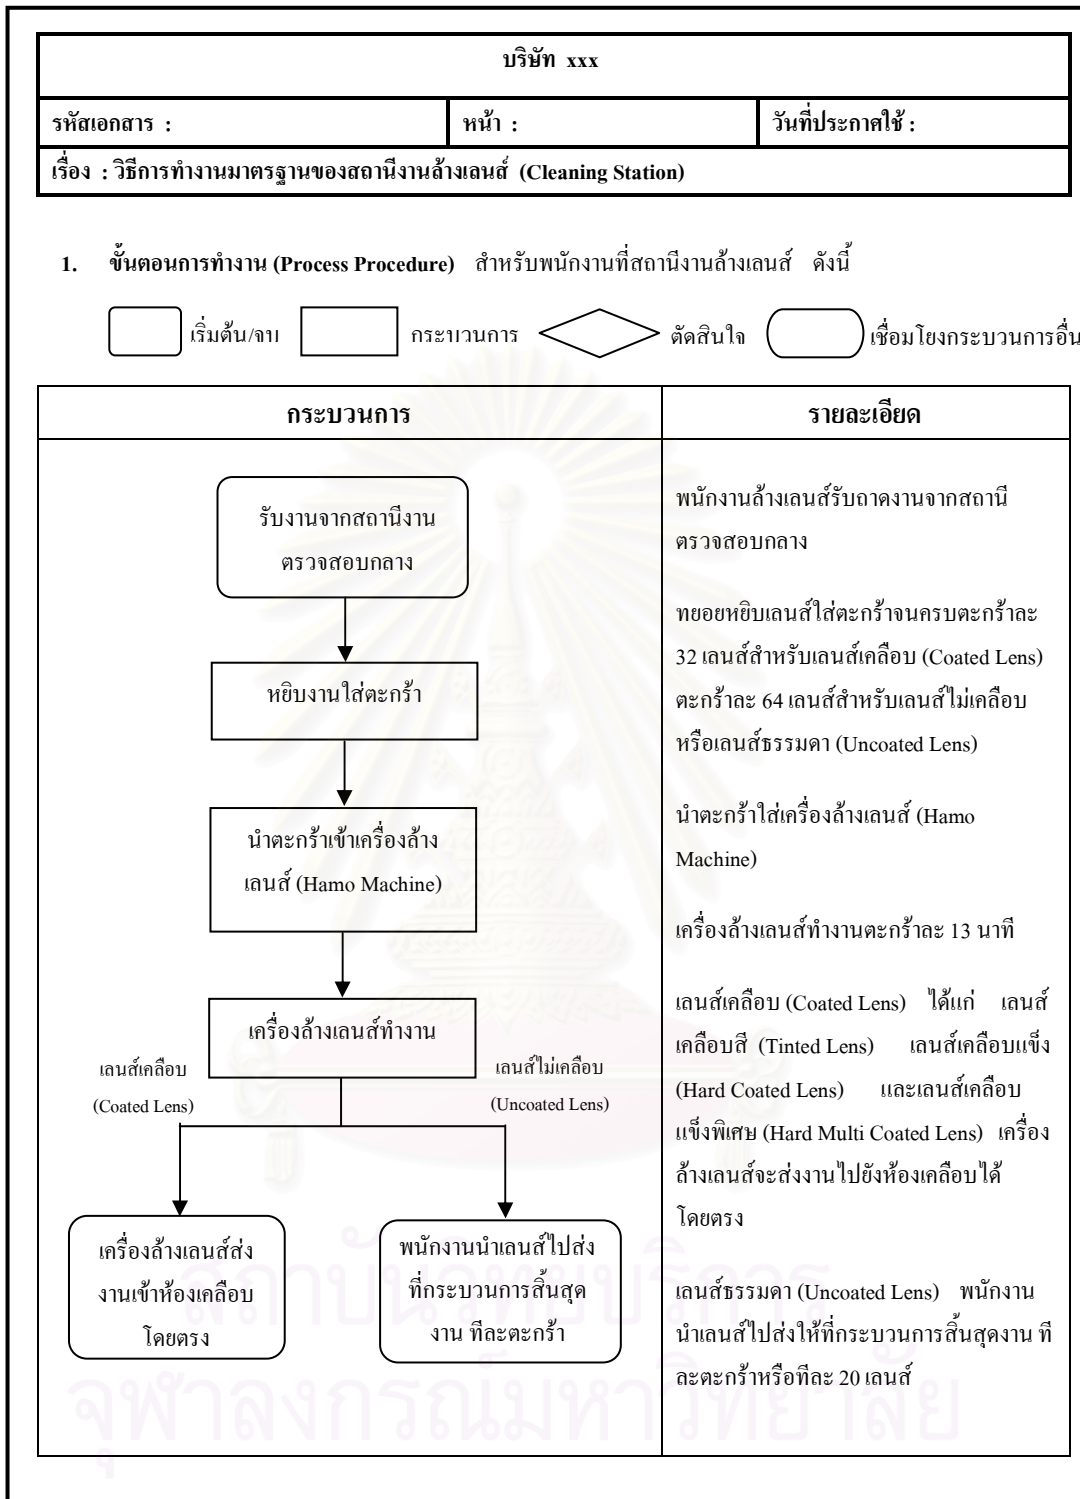 บริษัท xxx
รหัสเอกสาร :
หน้า :
วันที่ประกาศใช้ :
เรื่อง : วิธีการทำงานมาตรฐานของสถานีงานล้างเลนส์ (Cleaning Station)
1. ขั้นตอนการทำงาน (Process Procedure) สำหรับพนักงานที่สถานีงานล้างเลนส์ ดังนี้
เริ่มต้น/จบ
กระบวนการ
ตัดสินใจ
เชื่อมโยงกระบวนการอื่น
กระบวนการ
รับงานจากสถานีงาน
ตรวจสอบกลาง
หยิบงานใส่ตะกร้า
นำตะกร้าเข้าเครื่องล้าง
เลนส์ (Hamo Machine)
เครื่องล้างเลนส์ทำงาน
เลนส์เคลือบ
(Coated Lens)
เลนส์ไม่เคลือบ
(Uncoated Lens)
เครื่องล้างเลนส์ส่ง
งานเข้าห้องเคลือบ
โดยตรง
พนักงานนำเลนส์ไปส่ง
ที่กระบวนการสิ้นสุด
งาน ทีละตะกร้า
รายละเอียด
พนักงานล้างเลนส์รับถาดงานจากสถานี
ตรวจสอบกลาง
ทยอยหยิบเลนส์ใส่ตะกร้าจนครบตะกร้าละ
32 เลนส์สำหรับเลนส์เคลือบ (Coated Lens)
ตะกร้าละ 64 เลนส์สำหรับเลนส์ไม่เคลือบ
หรือเลนส์ธรรมดา (Uncoated Lens)
นำตะกร้าใส่เครื่องล้างเลนส์ (Hamo
Machine)
เครื่องล้างเลนส์ทำงานตะกร้าละ 13 นาที
เลนส์เคลือบ (Coated Lens) ได้แก่ เลนส์
เคลือบสี (Tinted Lens) เลนส์เคลือบแข็ง
(Hard Coated Lens) และเลนส์เคลือบ
แข็งพิเศษ (Hard Multi Coated Lens) เครื่อง
ล้างเลนส์จะส่งงานไปยังห้องเคลือบได้
โดยตรง
เลนส์ธรรมดา (Uncoated Lens) พนักงาน
นำเลนส์ไปส่งให้ที่กระบวนการสิ้นสุดงาน ที
ละตะกร้าหรือทีละ 20 เลนส์
สถาบันวิทยบริการ
จุฬาลงกรณ์มหาวิทยาลัย